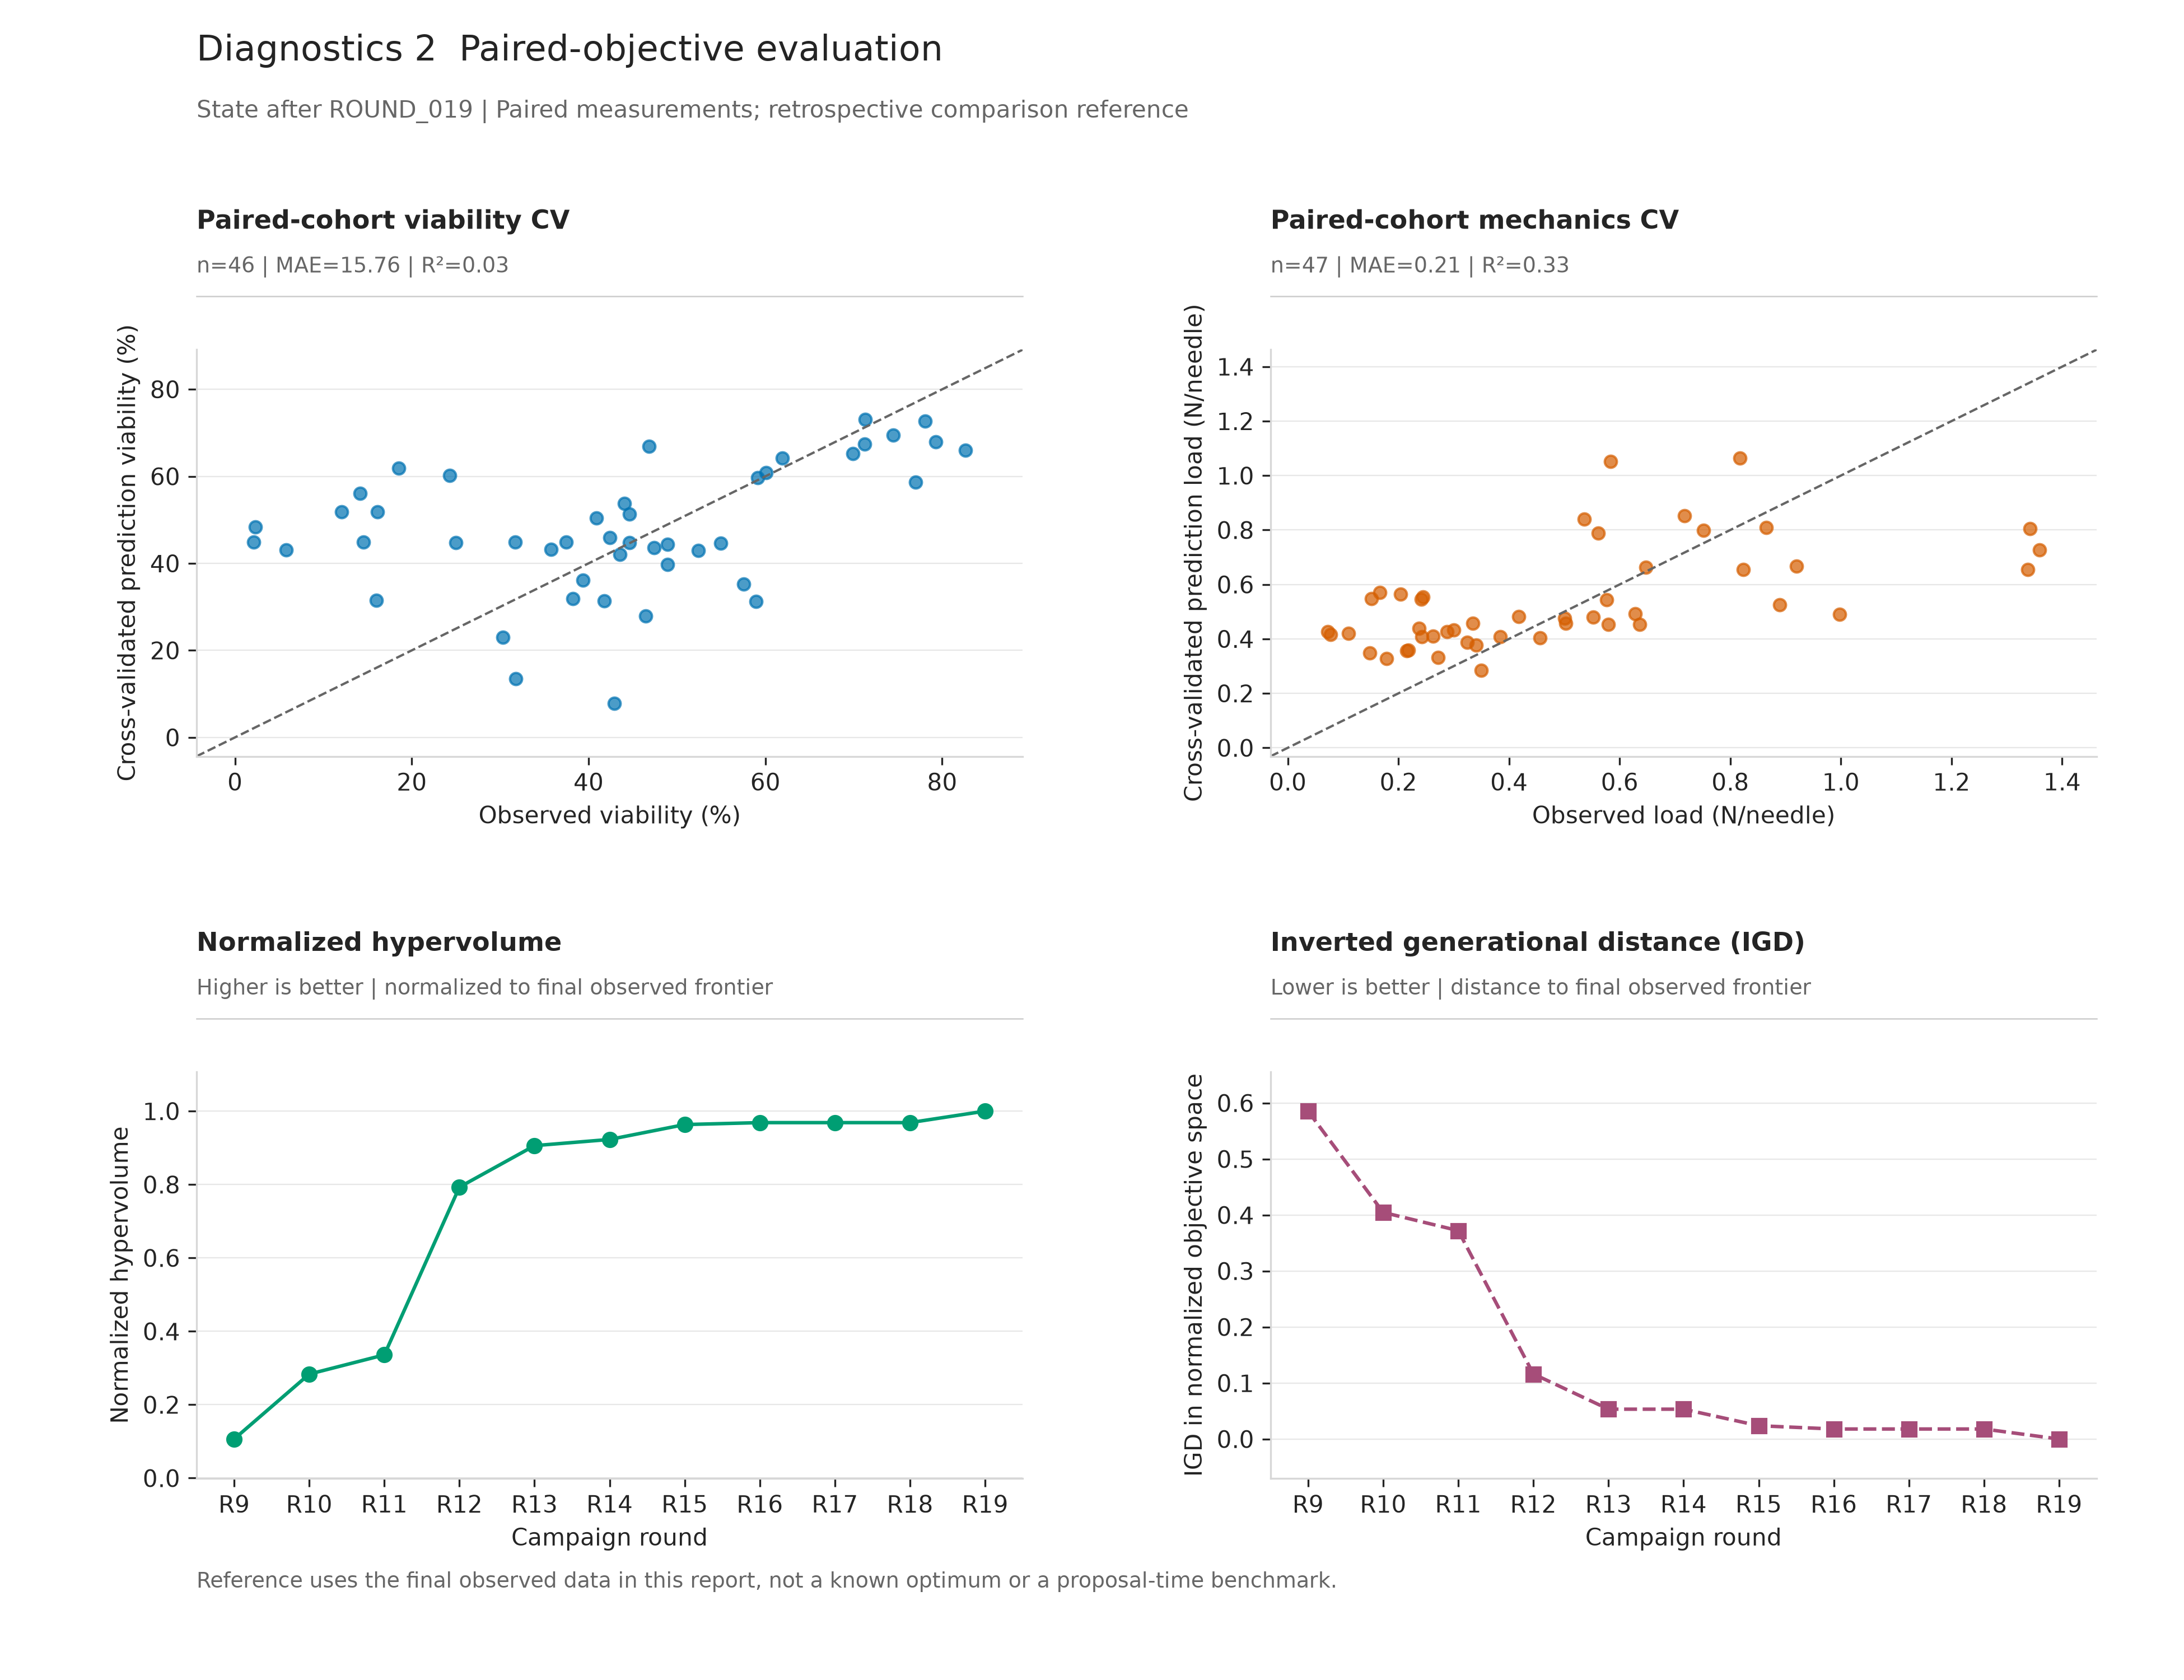 Diagnostics 2  Paired-objective evaluation
State after ROUND_019 | Paired measurements; retrospective comparison reference
Paired-cohort viability CV
n=46 | MAE=15.76 | R²=0.03
Cross-validated prediction viability (%)
80
60
40
20
0
0 20 40 60 80
Observed viability (%)
Paired-cohort mechanics CV
n=47 | MAE=0.21 | R²=0.33
Cross-validated prediction load (N/needle)
1.4
1.2
1.0
0.8
0.6
0.4
0.2
0.0
0.0 0.2 0.4 0.6 0.8 1.0 1.2 1.4
Observed load (N/needle)
Normalized hypervolume
Higher is better | normalized to final observed frontier
Normalized hypervolume
1.0
0.8
0.6
0.4
0.2
0.0
R9 R10 R11 R12 R13 R14 R15 R16 R17 R18 R19
Campaign round
Inverted generational distance (IGD)
Lower is better | distance to final observed frontier
IGD in normalized objective space
0.6
0.5
0.4
0.3
0.2
0.1
0.0
R9 R10 R11 R12 R13 R14 R15 R16 R17 R18 R19
Campaign round
Reference uses the final observed data in this report, not a known optimum or a proposal-time benchmark.